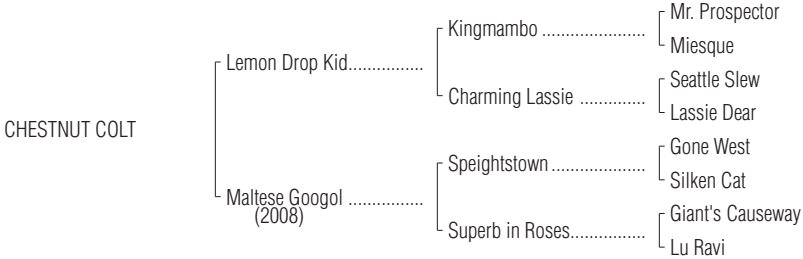 Mr. Prospector
Kingmambo ......................
Miesque
Lemon Drop Kid................
Seattle Slew
Charming Lassie ..............
Lassie Dear
CHESTNUT COLT
Gone West
Speightstown ....................
Silken Cat
Maltese Googol ................
(2008)
Giant's Causeway
Superb in Roses................
Lu Ravi